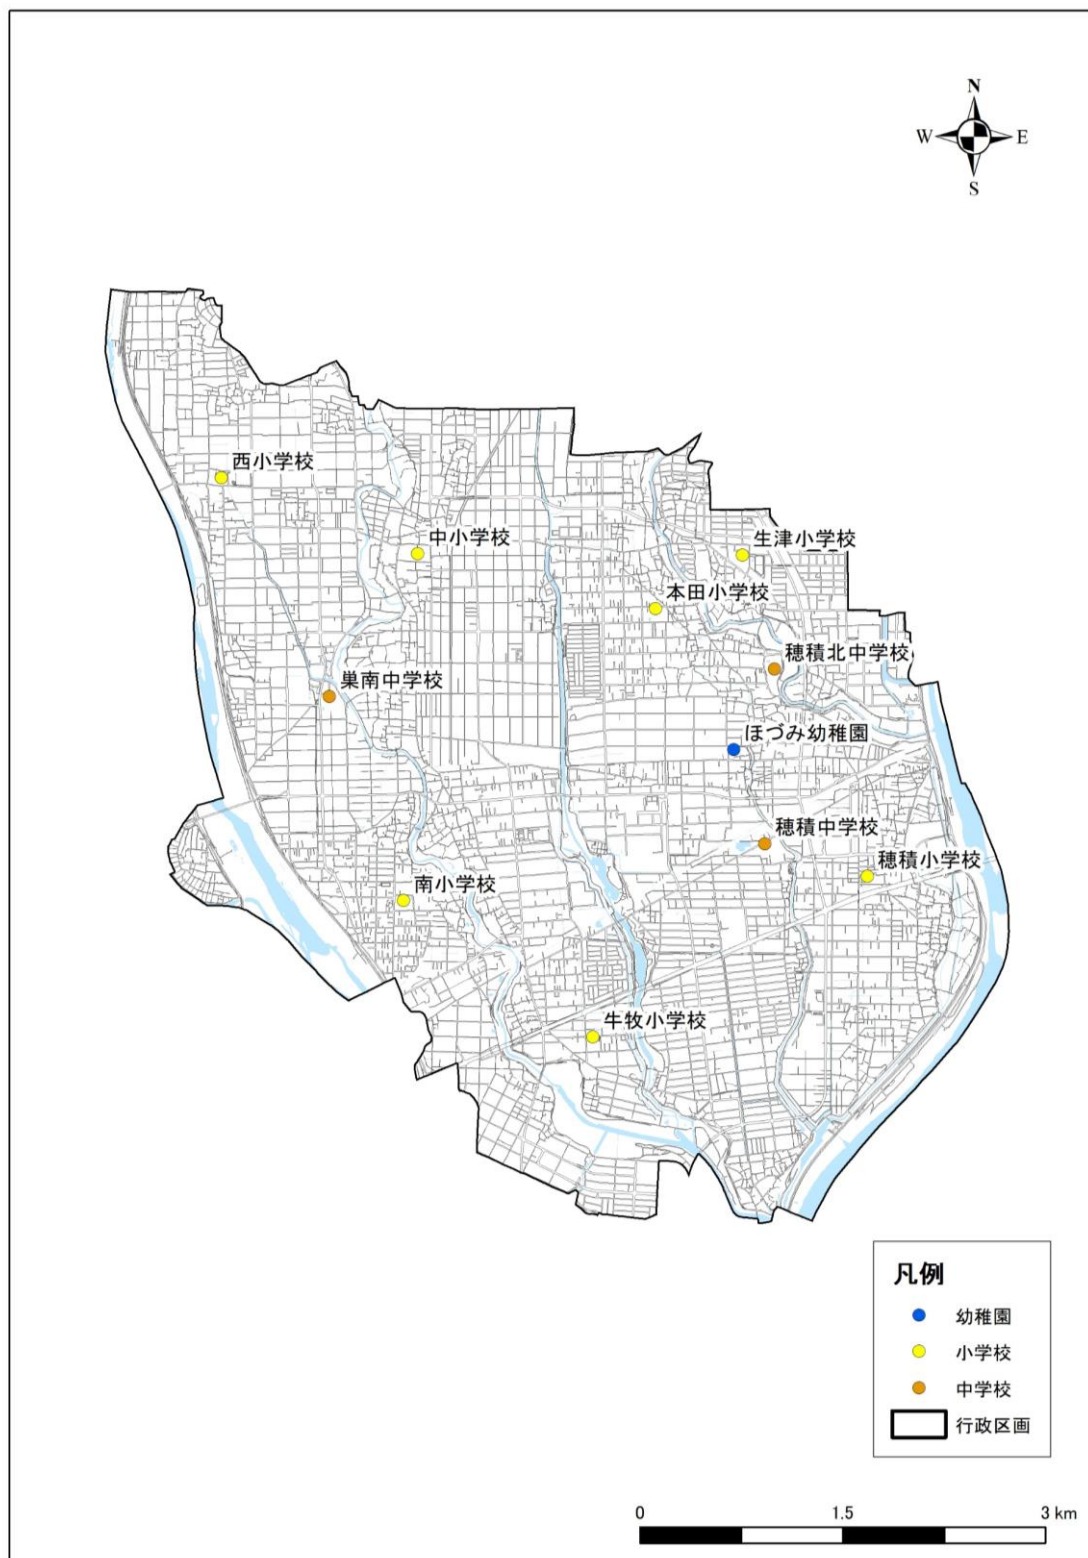 N
W E
S
西小学校
中小学校
生津小学校
本田小学校
穂積北中学校
巣南中学校
ほづみ幼稚園
穂積中学校
穂積小学校
南小学校
牛牧小学校
凡例
幼稚園
小学校
中学校
行政区画
0 1.5 3 km